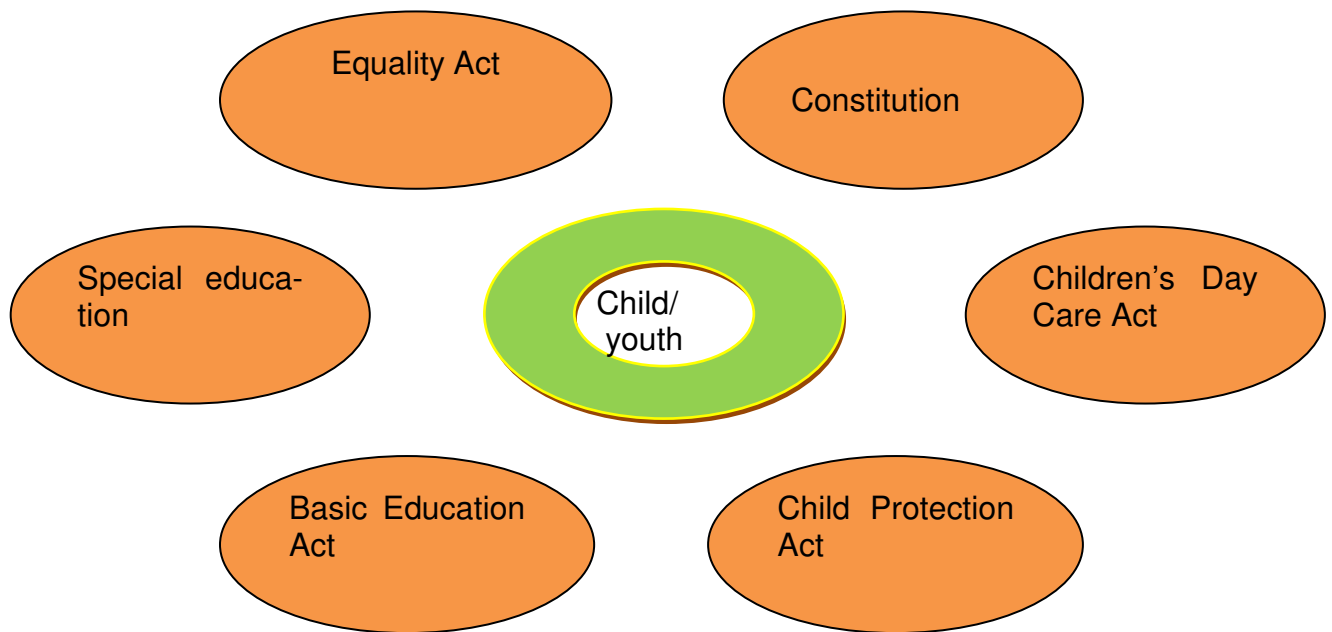 Equality Act
Constitution
Special educa-
tion
Child/
youth
Children's Day
Care Act
Basic Education
Act
Child Protection
Act